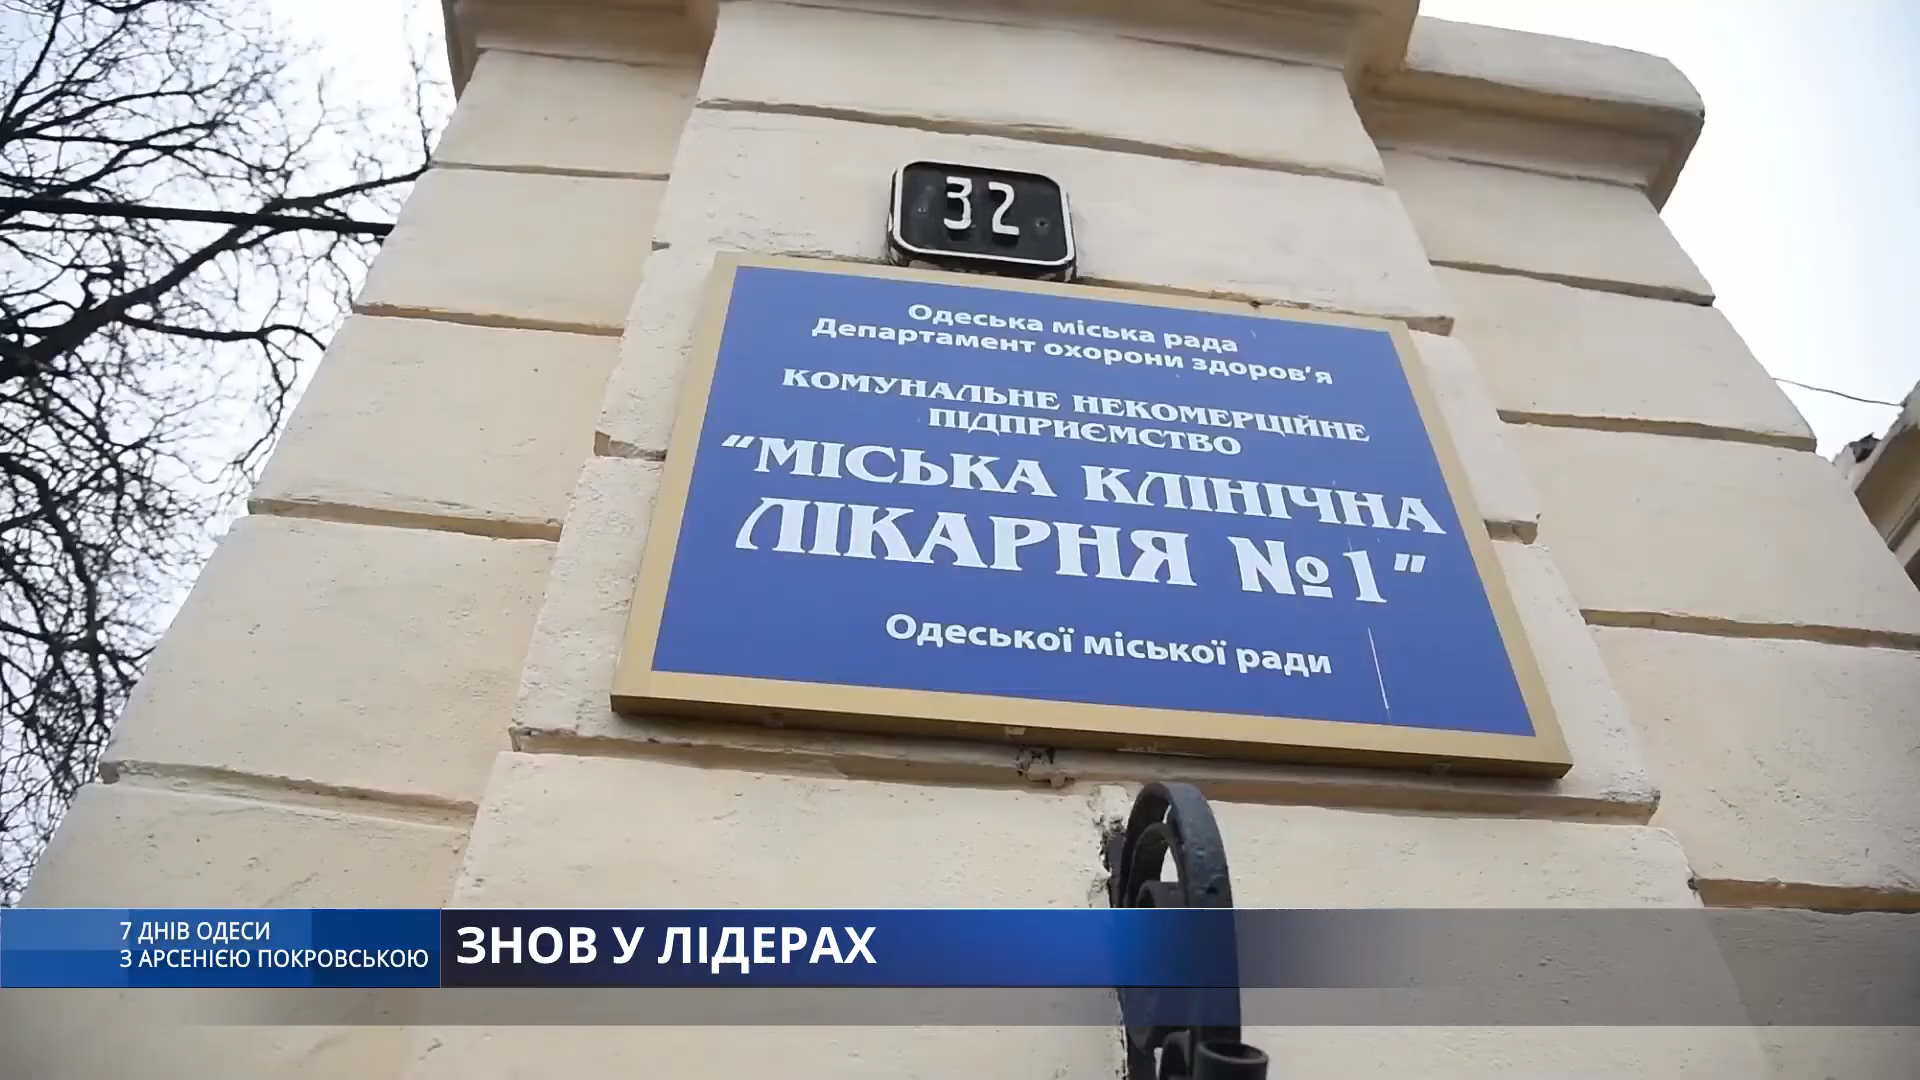 32
Одеська міська рада
Департамент охорони здоров'я
КОМУНАЛЬНЕ НЕКОМЕРЦІЙНЕ
ПІДПРИЄМСТВО
"МІСЬКА КЛІНІЧНА
ЛІКАРНЯ №1"
Одеської міської ради
7 ДНІВ ОДЕСИ
З АРСЕНІЄЮ ПОКРОВСЬКОЮ
ЗНОВ У ЛІДЕРАХ